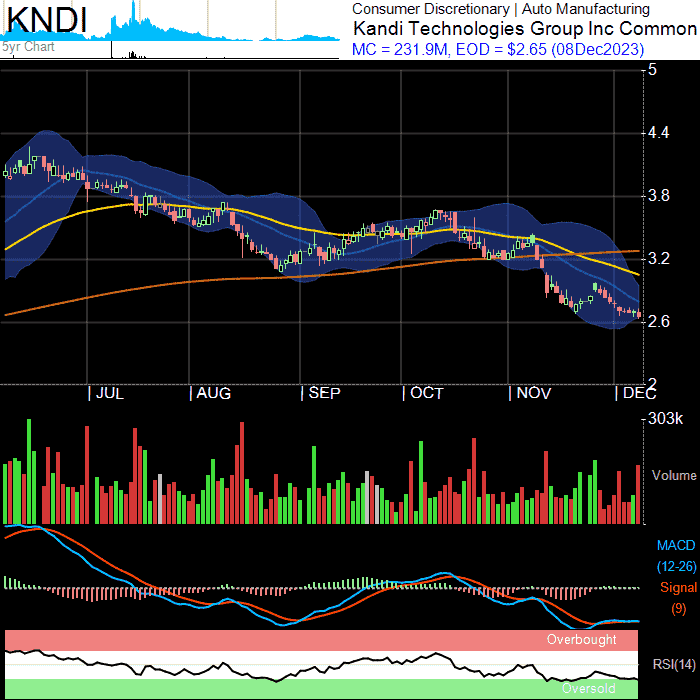 KNDI
5yr Chart
Consumer Discretionary | Auto Manufacturing
Kandi Technologies Group Inc Common
MC = 231.9M, EOD = $2.65 (08Dec2023)
5
4.4
3.8
3.2
2.6
2
JUL AUG SEP OCT NOV DEC
303k
Volume
MACD
(12-26)
Signal
(9)
Overbought
RSI(14)
Oversold